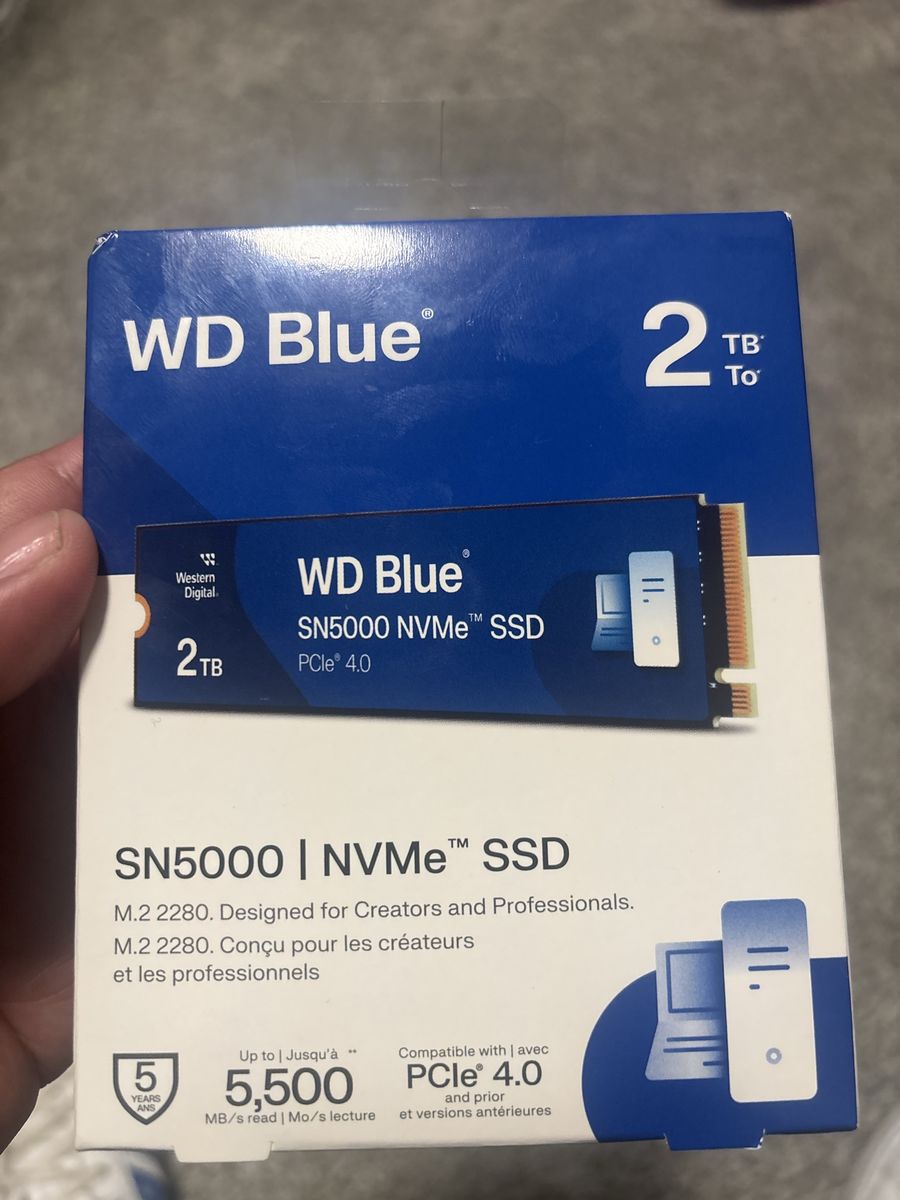 WD Blue®
2 TB*
To*
Western
Digital®
2TB
WD Blue®
SN5000 NVMe™ SSD
PCIe® 4.0
SN5000 | NVMe™ SSD
M.2 2280. Designed for Creators and Professionals.
M.2 2280. Conçu pour les créateurs
et les professionnels
5
YEARS
ANS
Up to | Jusqu'à **
5,500
MB/s read | Mo/s lecture
Compatible with | avec
PCIe® 4.0
and prior
et versions antérieures